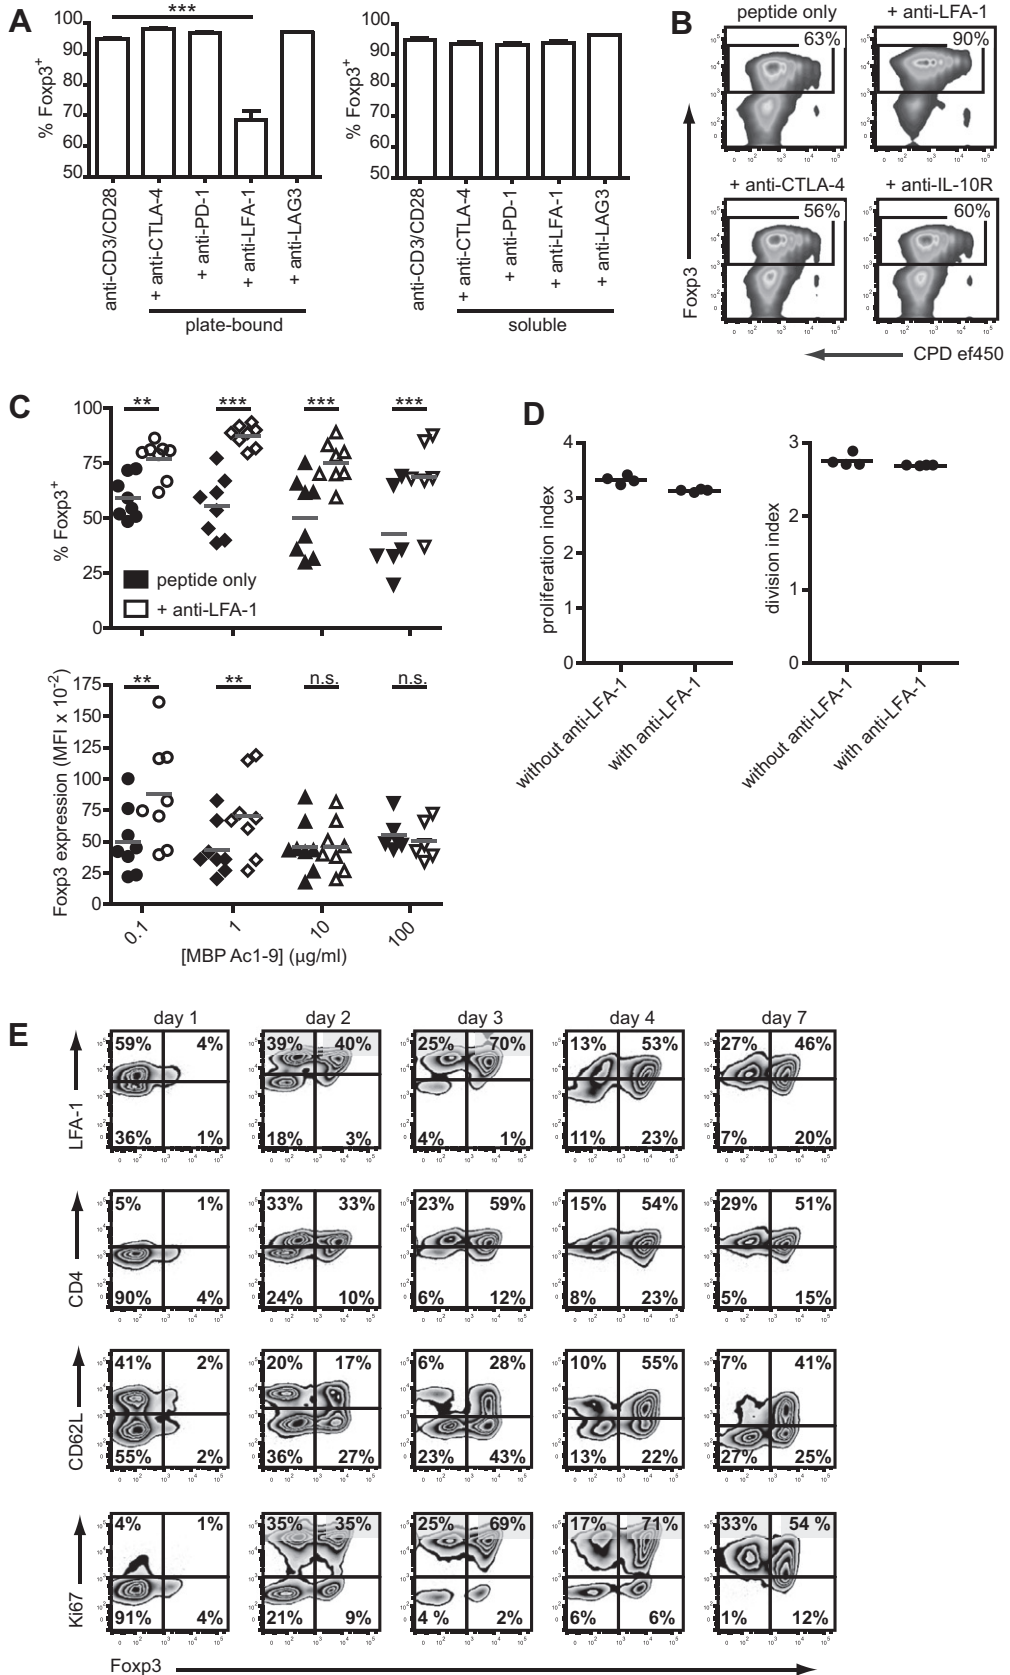 A
***
100
90
80
70
60
50
% Foxp3+
anti-CD3/CD28
+ anti-CTLA-4
+ anti-PD-1
+ anti-LFA-1
+ anti-LAG3
plate-bound
100
90
80
70
60
50
% Foxp3+
anti-CD3/CD28
+ anti-CTLA-4
+ anti-PD-1
+ anti-LFA-1
+ anti-LAG3
soluble
B
peptide only
+ anti-LFA-1
63%
90%
+ anti-CTLA-4
+ anti-IL-10R
56%
60%
Foxp3
CPD ef450
C
** *** *** ***
100
75
50
25
0
% Foxp3+
peptide only
+ anti-LFA-1
** ** n.s. n.s.
175
150
125
100
75
50
25
0
Foxp3 expression (MFI x 10-2)
0.1 1 10 100
[MBP Ac1-9] (µg/ml)
D
4
3
2
1
0
proliferation index
without anti-LFA-1
with anti-LFA-1
3
2
1
0
division index
without anti-LFA-1
with anti-LFA-1
E
day 1 day 2 day 3 day 4 day 7
LFA-1
59% 4% 39% 40% 25% 70% 13% 53% 27% 46%
36% 1% 18% 3% 4% 1% 11% 23% 7% 20%
CD4
5% 1% 33% 33% 23% 59% 15% 54% 29% 51%
90% 4% 24% 10% 6% 12% 8% 23% 5% 15%
CD62L
41% 2% 20% 17% 6% 28% 10% 55% 7% 41%
55% 2% 36% 27% 23% 43% 13% 22% 27% 25%
Ki67
4% 1% 35% 35% 25% 69% 17% 71% 33% 54 %
91% 4% 21% 9% 4 % 2% 6% 6% 1% 12%
Foxp3